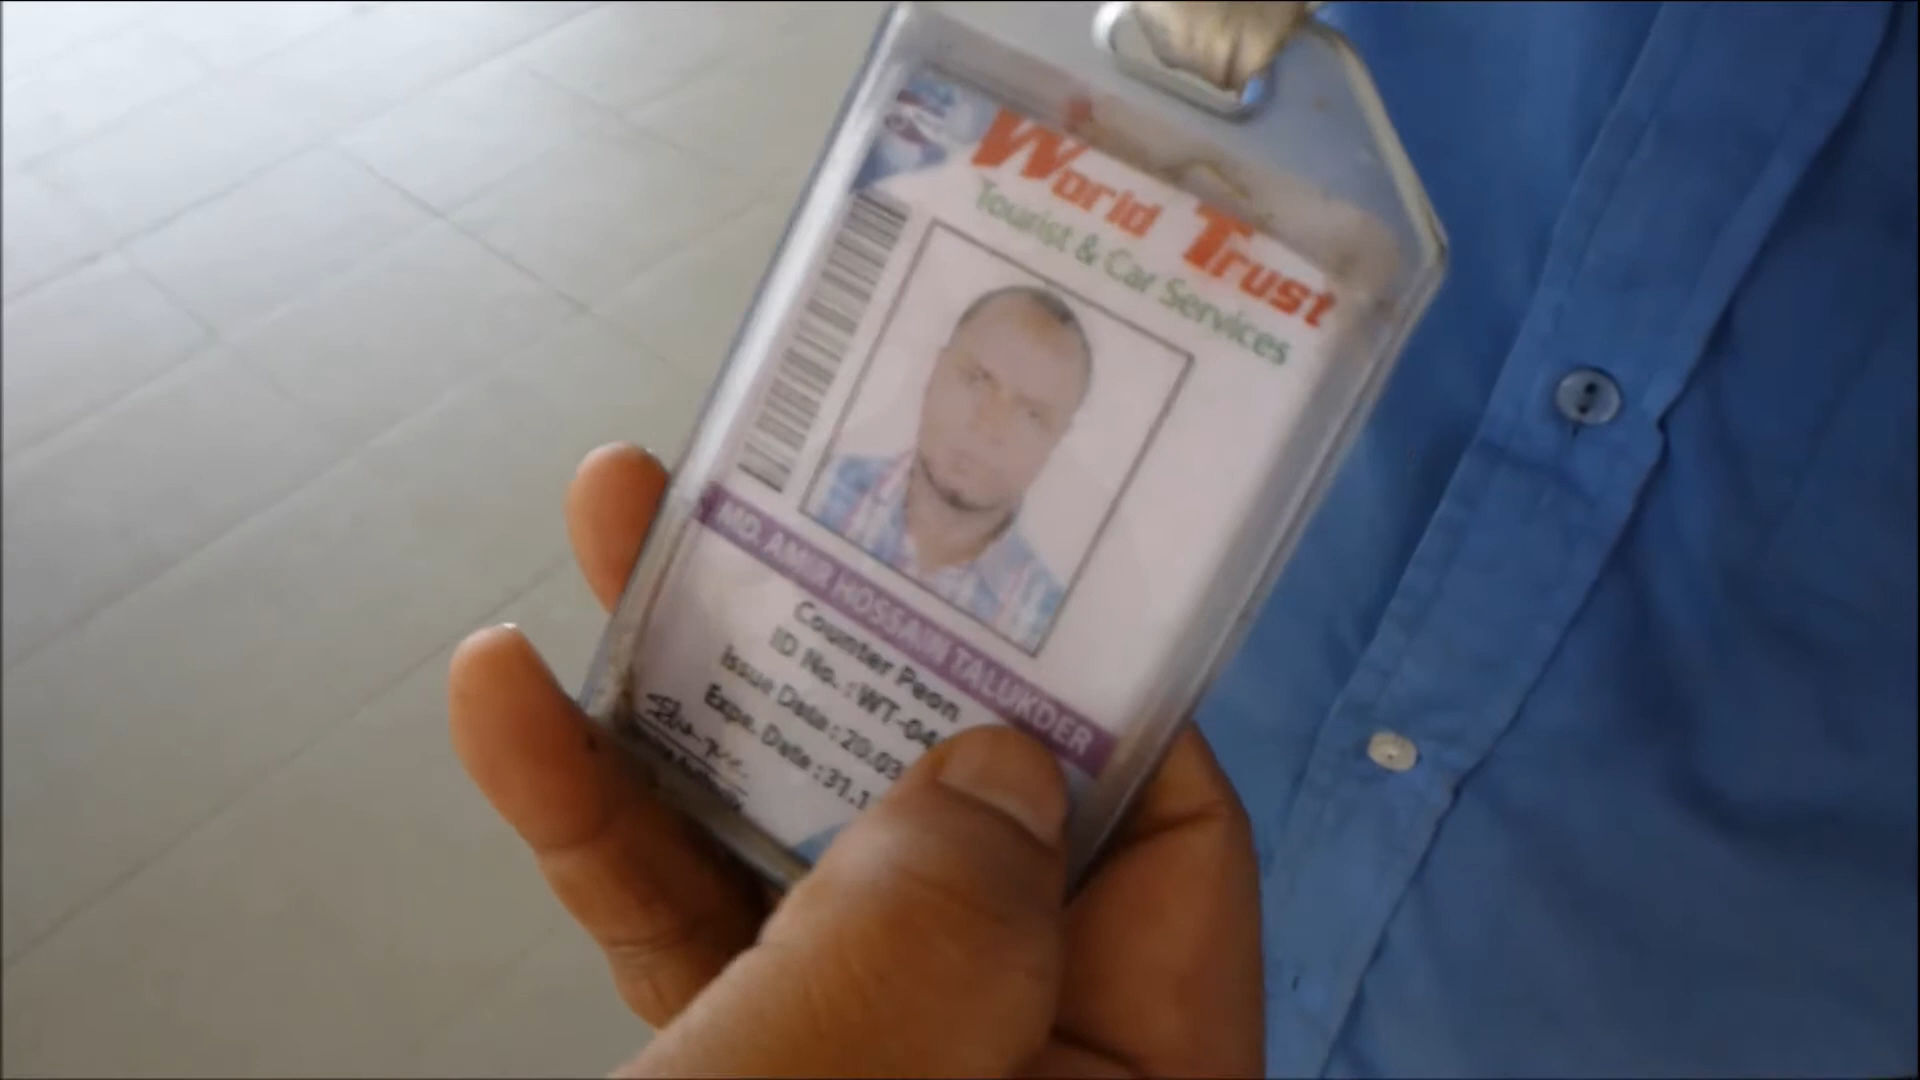 World Trust
Tourist & Car Services
MD. AMIR HOSSAIN TALUKDER
Counter Peon
ID No. : WT-04
Issue Date : 20.03
Expe. Date : 31.1